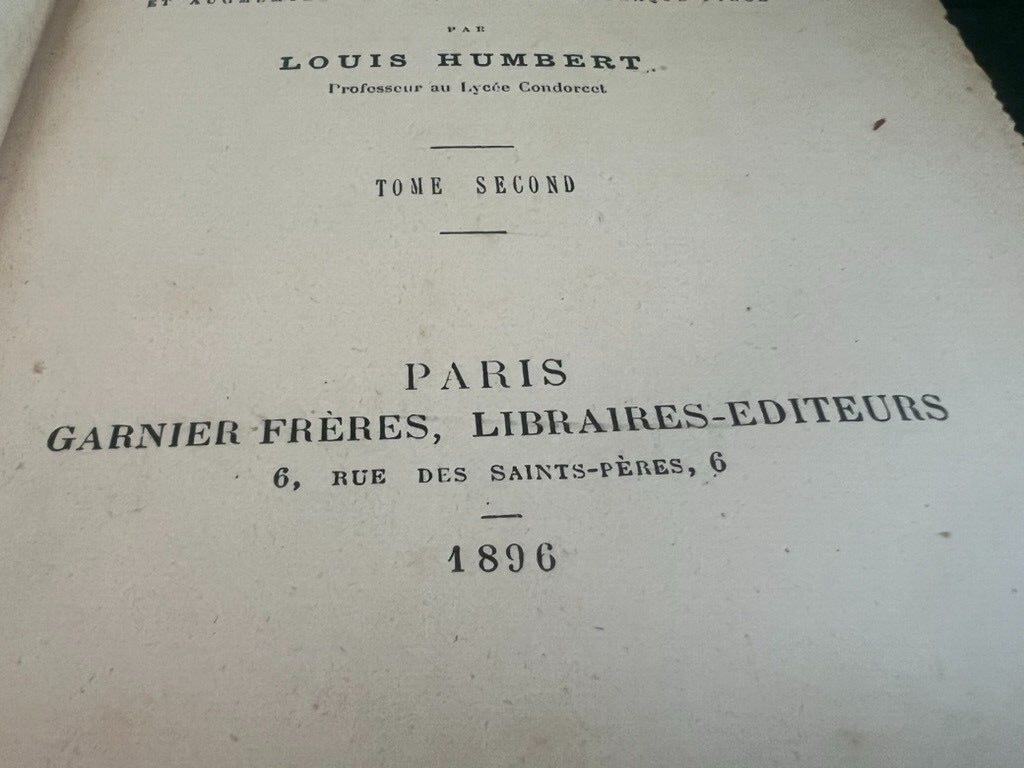 ET
PAR
LOUIS HUMBERT
Professeur au Lycée Condorcet
TOME SECOND
PARIS
GARNIER FRÈRES, LIBRAIRES-EDITEURS
6, RUE DES SAINTS-PÈRES, 6
1896